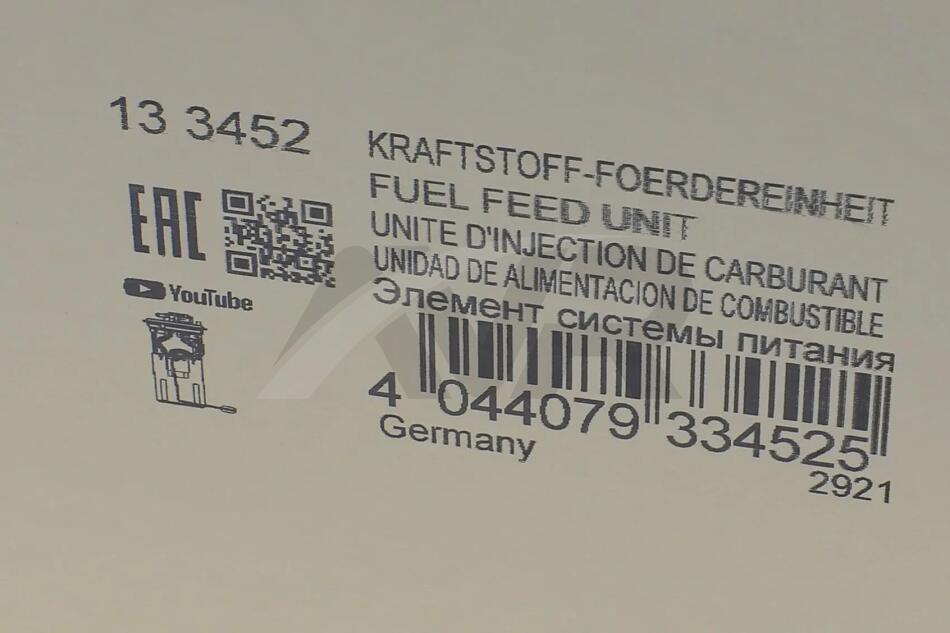 13 3452
KRAFTSTOFF-FOERDEREINHEIT
FUEL FEED UNIT
UNITE D'INJECTION DE CARBURANT
UNIDAD DE ALIMENTACION DE COMBUSTIBLE
Элемент системы питания
EAC
YouTube
4 044079 334525
Germany
2921